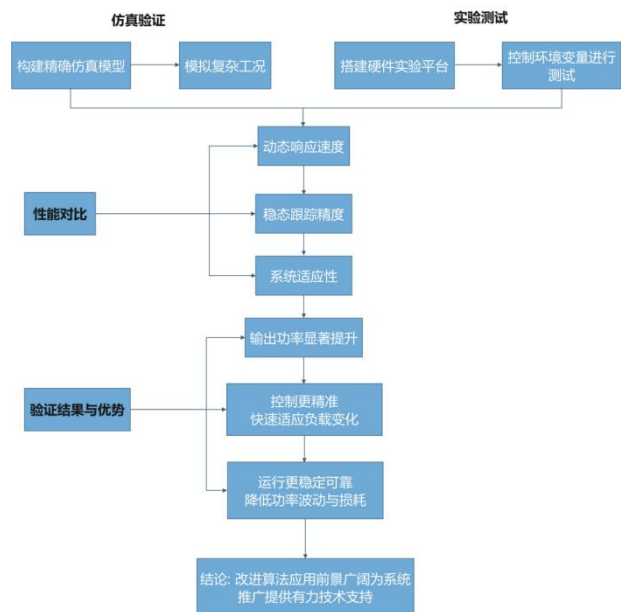 仿真验证
实验测试
构建精确仿真模型
模拟复杂工况
搭建硬件实验平台
控制环境变量进行
测试
动态响应速度
性能对比
稳态跟踪精度
系统适应性
输出功率显著提升
验证结果与优势
控制更精准
快速适应负载变化
运行更稳定可靠
降低功率波动与损耗
结论: 改进算法应用前景广阔为系统
推广提供有力技术支持